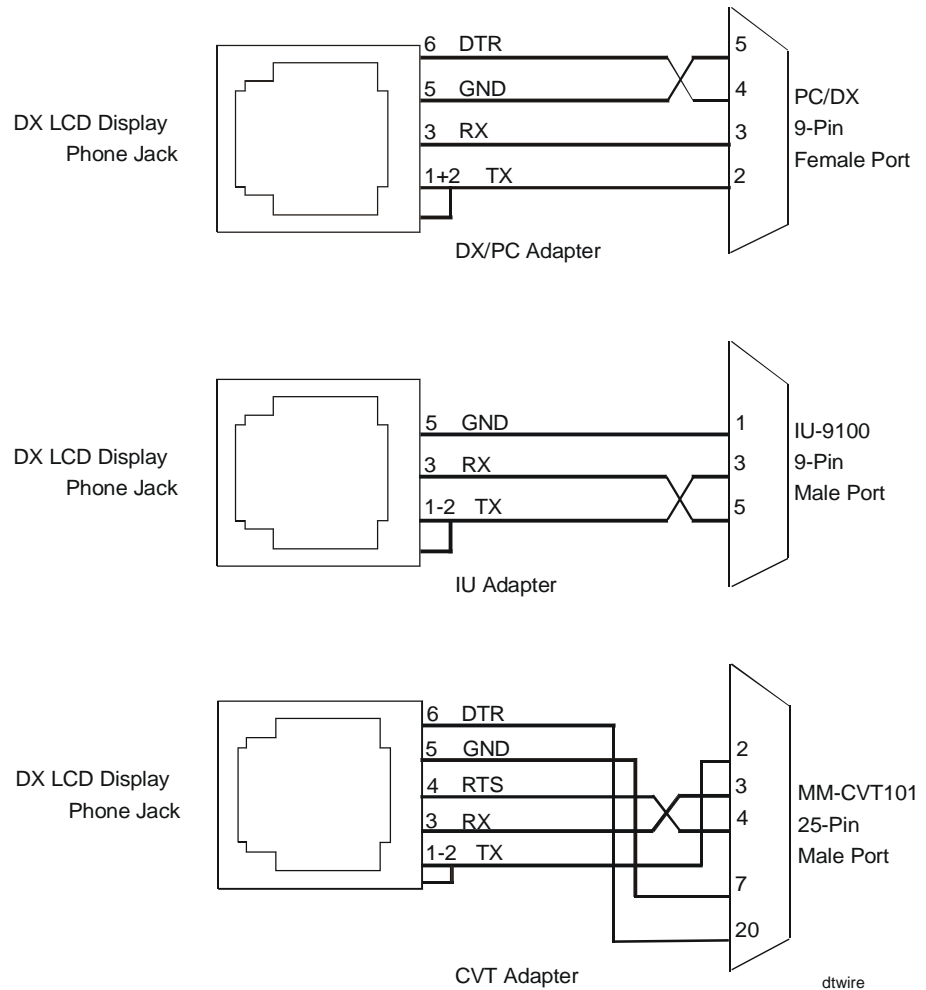 6 DTR
5
5 GND
4
DX LCD Display
Phone Jack
3 RX
3
1+2 TX
2
PC/DX
9-Pin
Female Port
DX/PC Adapter
5 GND
1
DX LCD Display
Phone Jack
3 RX
3
1-2 TX
5
IU-9100
9-Pin
Male Port
IU Adapter
6 DTR
5 GND
2
DX LCD Display
Phone Jack
4 RTS
3
3 RX
4
1-2 TX
7
20
MM-CVT101
25-Pin
Male Port
CVT Adapter
dtwire